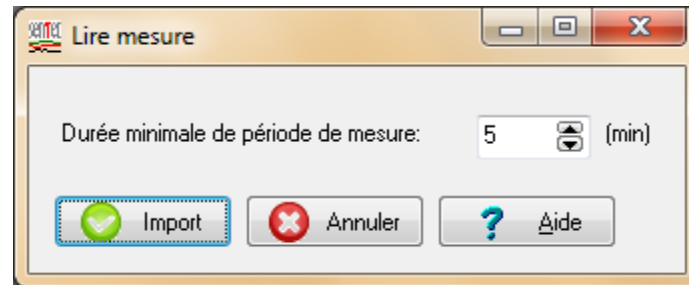 Lire mesure
Durée minimale de période de mesure: 5 (min)
Import Annuler ? Aide